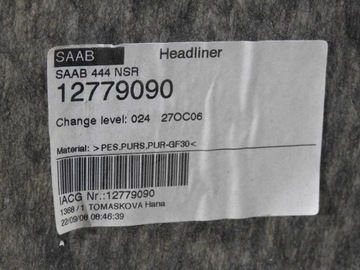 SAAB Headliner
SAAB 444 NSR
12779090
Change level: 024 27OC06
Material: >PES,PURS,PUR-GF30<
IACG Nr.:12779090
1368 / 1 TOMASKOVA Hana
22/09/08 08:46:39